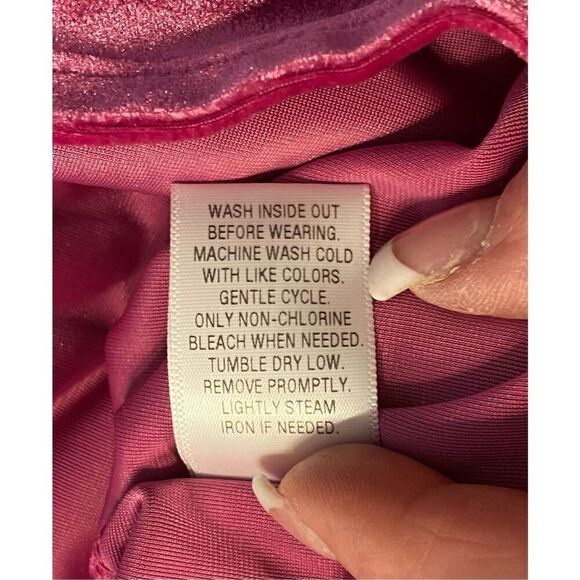 WASH INSIDE OUT
BEFORE WEARING.
MACHINE WASH COLD
WITH LIKE COLORS.
GENTLE CYCLE.
ONLY NON-CHLORINE
BLEACH WHEN NEEDED.
TUMBLE DRY LOW.
REMOVE PROMPTLY.
LIGHTLY STEAM
IRON IF NEEDED.